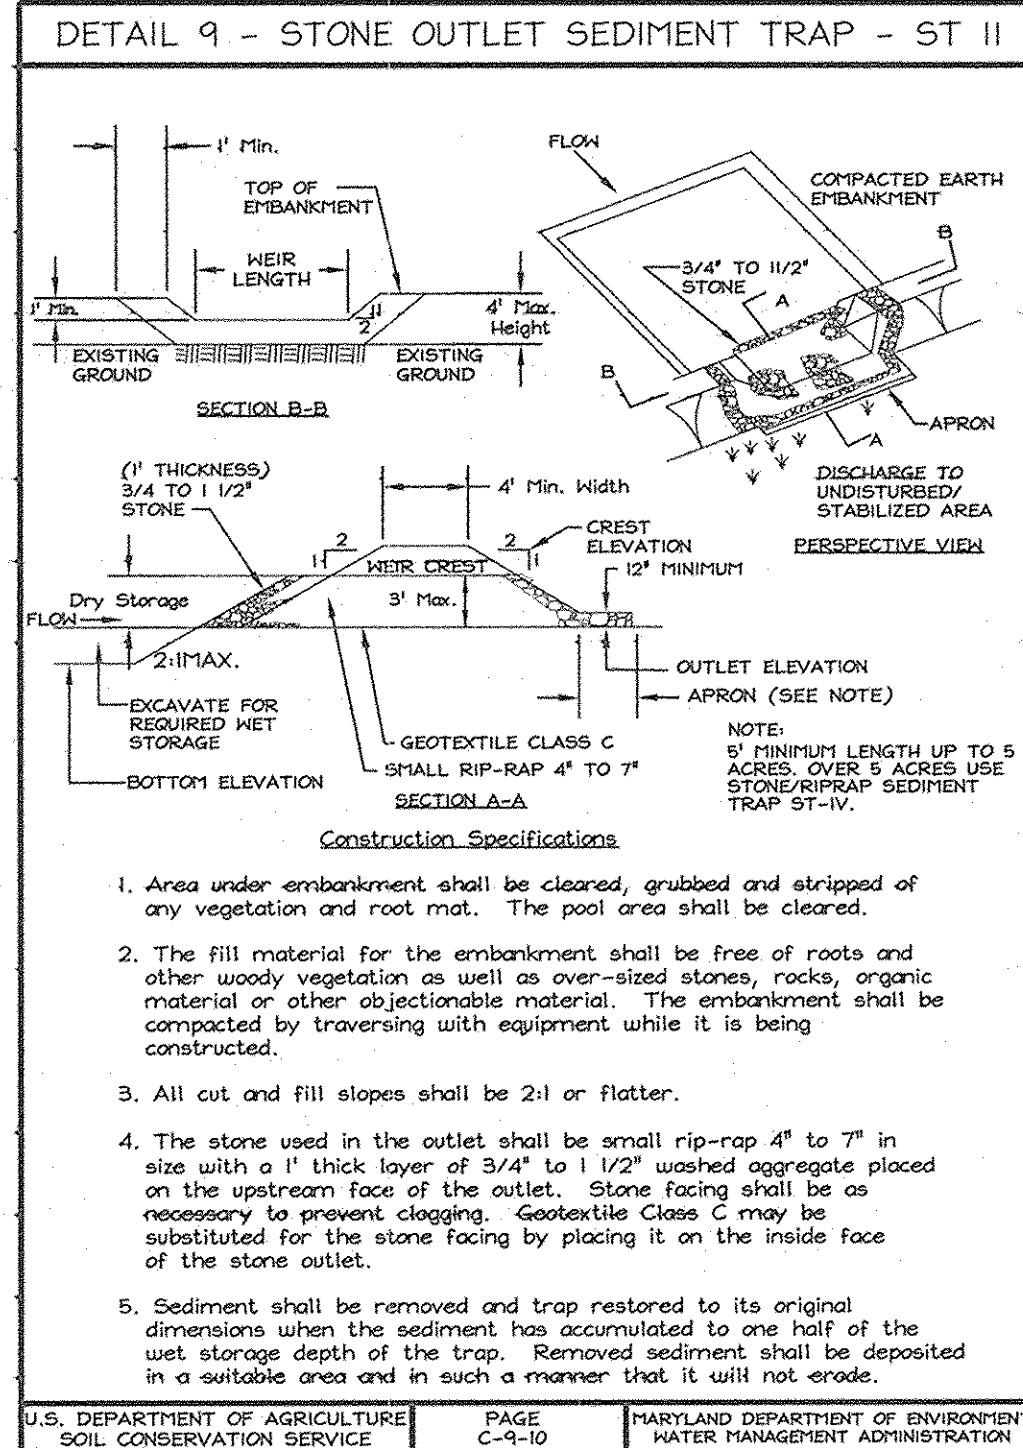 DETAIL 9 - STONE OUTLET SEDIMENT TRAP - ST II
1' Min.
TOP OF
EMBANKMENT
WEIR
LENGTH
1' Min.
1
2
4' Max.
Height
EXISTING
GROUND
EXISTING
GROUND
SECTION B-B
FLOW
COMPACTED EARTH
EMBANKMENT
B
3/4" TO 11/2"
STONE
A
B
APRON
A
DISCHARGE TO
UNDISTURBED/
STABILIZED AREA
PERSPECTIVE VIEW
(1' THICKNESS)
3/4 TO 1 1/2"
STONE
4' Min. Width
2
1
2
1
CREST
ELEVATION
WEIR CREST
12" MINIMUM
Dry Storage
3' Max.
FLOW
2:1MAX.
OUTLET ELEVATION
APRON (SEE NOTE)
EXCAVATE FOR
REQUIRED WET
STORAGE
GEOTEXTILE CLASS C
SMALL RIP-RAP 4" TO 7"
BOTTOM ELEVATION
SECTION A-A
NOTE:
5' MINIMUM LENGTH UP TO 5
ACRES. OVER 5 ACRES USE
STONE/RIPRAP SEDIMENT
TRAP ST-IV.
Construction Specifications
1. Area under embankment shall be cleared, grubbed and stripped of
any vegetation and root mat. The pool area shall be cleared.
2. The fill material for the embankment shall be free of roots and
other woody vegetation as well as over-sized stones, rocks, organic
material or other objectionable material. The embankment shall be
compacted by traversing with equipment while it is being
constructed.
3. All cut and fill slopes shall be 2:1 or flatter.
4. The stone used in the outlet shall be small rip-rap 4" to 7" in
size with a 1' thick layer of 3/4" to 1 1/2" washed aggregate placed
on the upstream face of the outlet. Stone facing shall be as
necessary to prevent clogging. Geotextile Class C may be
substituted for the stone facing by placing it on the inside face
of the stone outlet.
5. Sediment shall be removed and trap restored to its original
dimensions when the sediment has accumulated to one half of the
wet storage depth of the trap. Removed sediment shall be deposited
in a suitable area and in such a manner that it will not erode.
U.S. DEPARTMENT OF AGRICULTURE
SOIL CONSERVATION SERVICE
PAGE
C-9-10
MARYLAND DEPARTMENT OF ENVIRONMENT
WATER MANAGEMENT ADMINISTRATION